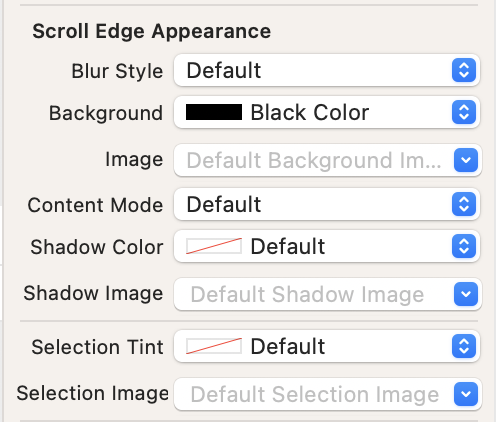 Scroll Edge Appearance
Blur Style Default
Background Black Color
Image Default Background Im...
Content Mode Default
Shadow Color Default
Shadow Image Default Shadow Image
Selection Tint Default
Selection Image Default Selection Image